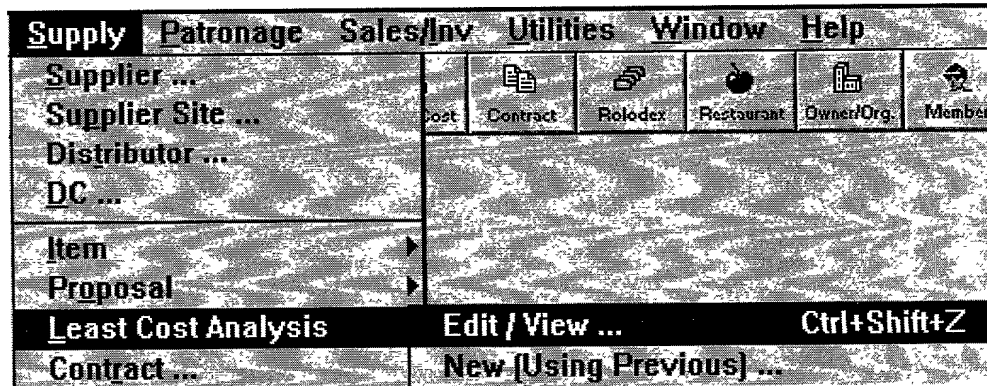 Supply Patronage Sales/Inv Utilities Window Help
Supplier ...
Supplier Site ...
Distributor ...
DC ...
Cost Contract Rolodex Restaurant Owner/Org. Member
Item
Proposal
Least Cost Analysis Edit / View ... Ctrl+Shift+Z
Contract ... New (Using Previous) ...